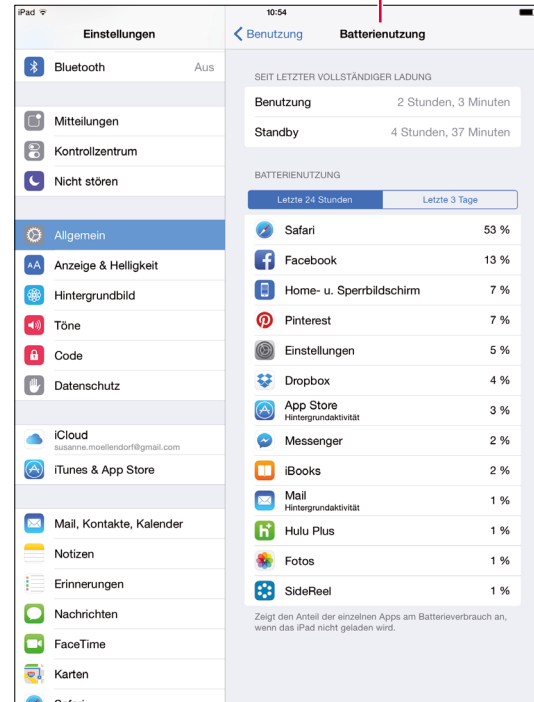 iPad
10:54
Einstellungen
Bluetooth Aus
Mitteilungen
Kontrollzentrum
Nicht stören
Allgemein
Anzeige & Helligkeit
Hintergrundbild
Töne
Code
Datenschutz
iCloud
susanne.moellendorf@gmail.com
iTunes & App Store
Mail, Kontakte, Kalender
Notizen
Erinnerungen
Nachrichten
FaceTime
Karten
Safari
Benutzung Batterienutzung
SEIT LETZTER VOLLSTÄNDIGER LADUNG
Benutzung 2 Stunden, 3 Minuten
Standby 4 Stunden, 37 Minuten
BATTERIENUTZUNG
Letzte 24 Stunden Letzte 3 Tage
Safari 53 %
Facebook 13 %
Home- u. Sperrbildschirm 7 %
Pinterest 7 %
Einstellungen 5 %
Dropbox 4 %
App Store 3 %
Hintergrundaktivität
Messenger 2 %
iBooks 2 %
Mail 1 %
Hintergrundaktivität
Hulu Plus 1 %
Fotos 1 %
SideReel 1 %
Zeigt den Anteil der einzelnen Apps am Batterieverbrauch an,
wenn das iPad nicht geladen wird.